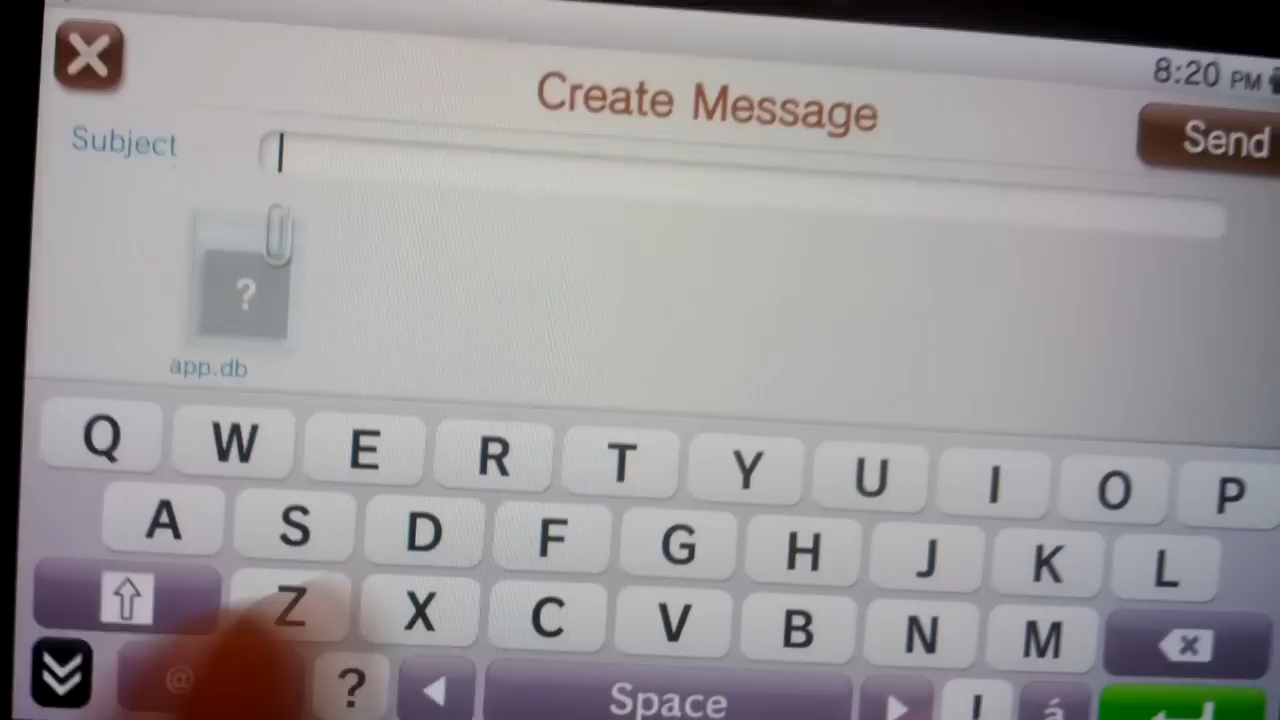 8:20 PM
Create Message
Send
Subject
?
app.db
Q W E R T Y U I O P
A S D F G H J K L
Z X C V B N M
@ ? Space á